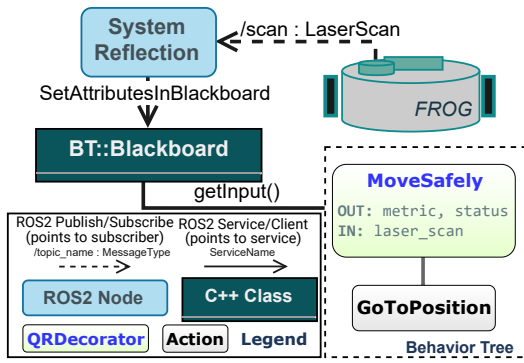 System
Reflection
/scan : LaserScan
FROG
SetAttributesInBlackboard
BT::Blackboard
getInput()
MoveSafely
OUT: metric, status
IN: laser_scan
GoToPosition
Behavior Tree
ROS2 Publish/Subscribe
(points to subscriber)
/topic_name : MessageType
ROS2 Service/Client
(points to service)
ServiceName
ROS2 Node
C++ Class
QRDecorator
Action
Legend